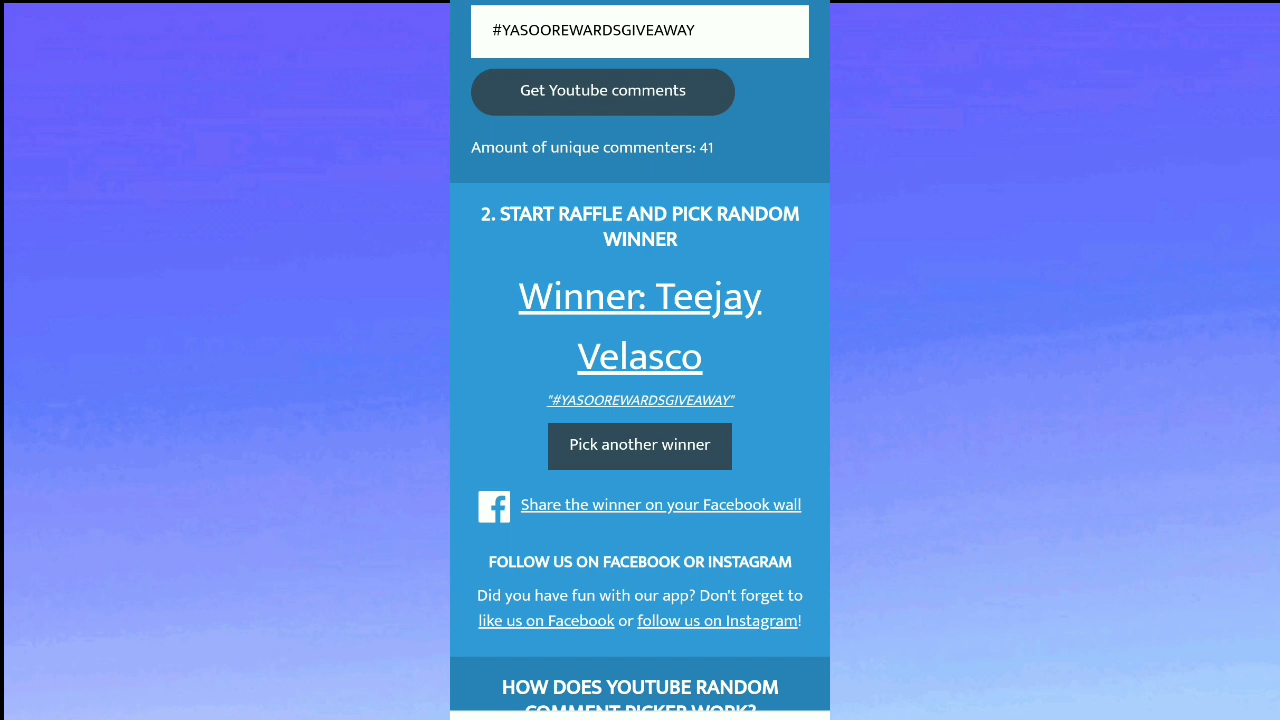 #YASOOREWARDSGIVEAWAY
Get Youtube comments
Amount of unique commenters: 41
2. START RAFFLE AND PICK RANDOM
WINNER
Winner: Teejay
Velasco
"#YASOOREWARDSGIVEAWAY"
Pick another winner
Share the winner on your Facebook wall
FOLLOW US ON FACEBOOK OR INSTAGRAM
Did you have fun with our app? Don't forget to
like us on Facebook or follow us on Instagram!
HOW DOES YOUTUBE RANDOM
COMMENT PICKER WORK?